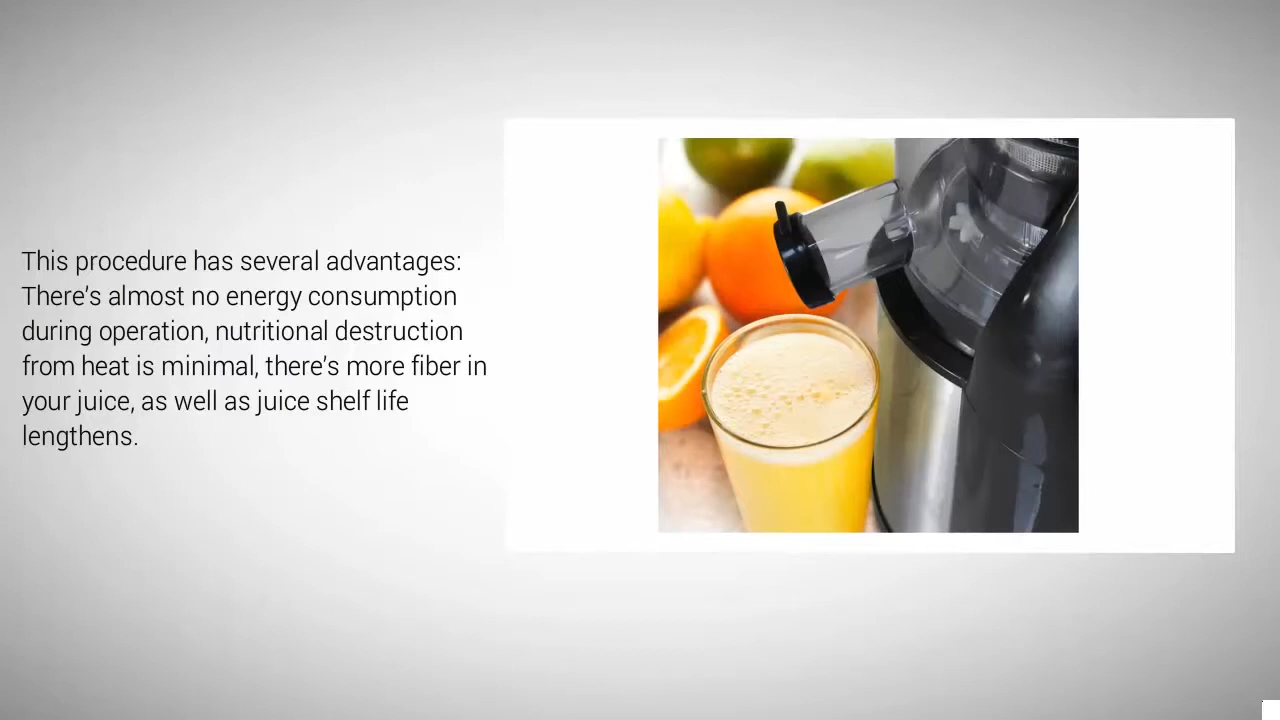 This procedure has several advantages:
There's almost no energy consumption
during operation, nutritional destruction
from heat is minimal, there's more fiber in
your juice, as well as juice shelf life
lengthens.